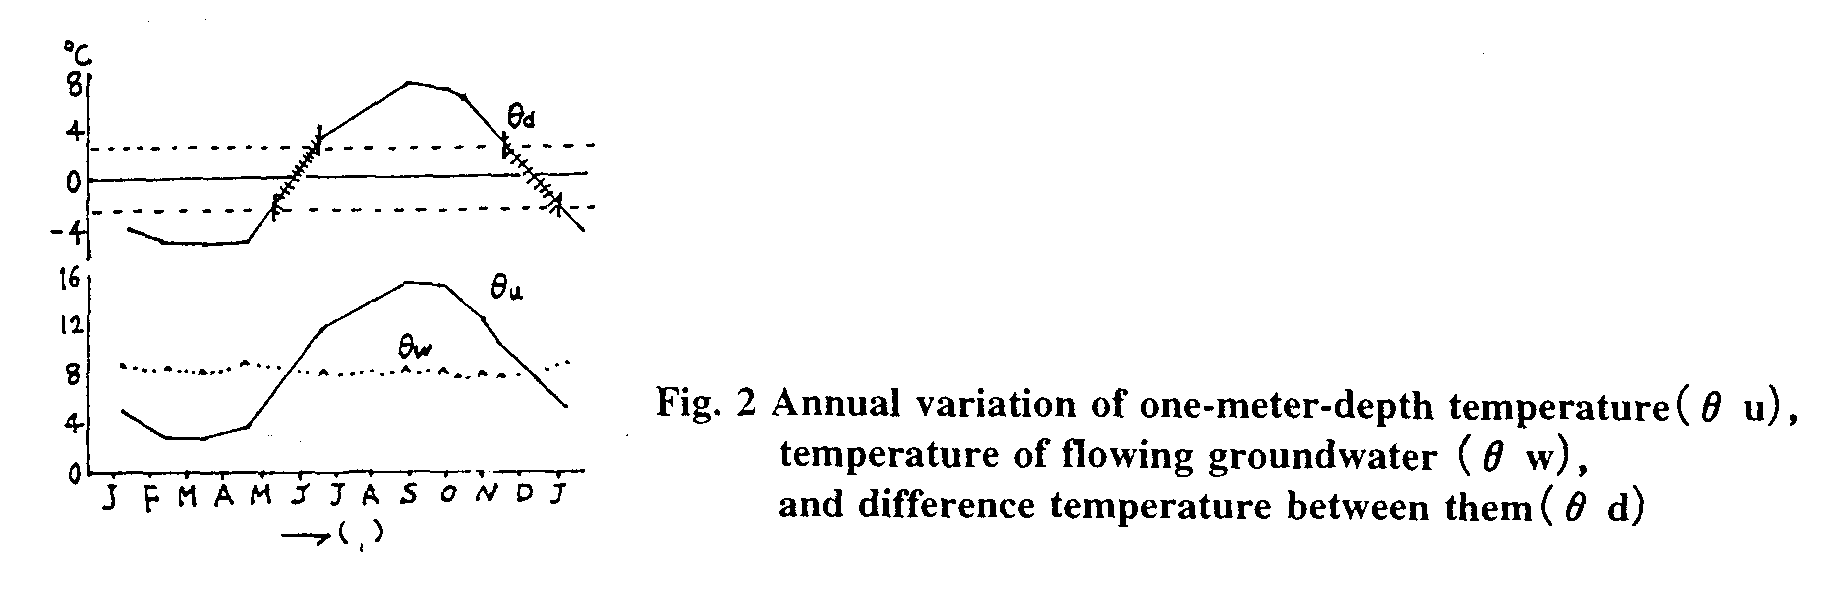 °C
8
4
θd
0
-4
16
θu
12
θw
8
4
0
J F M A M J J A S O N D J
→( )
Fig. 2 Annual variation of one-meter-depth temperature( θ u),
temperature of flowing groundwater ( θ w),
and difference temperature between them( θ d)